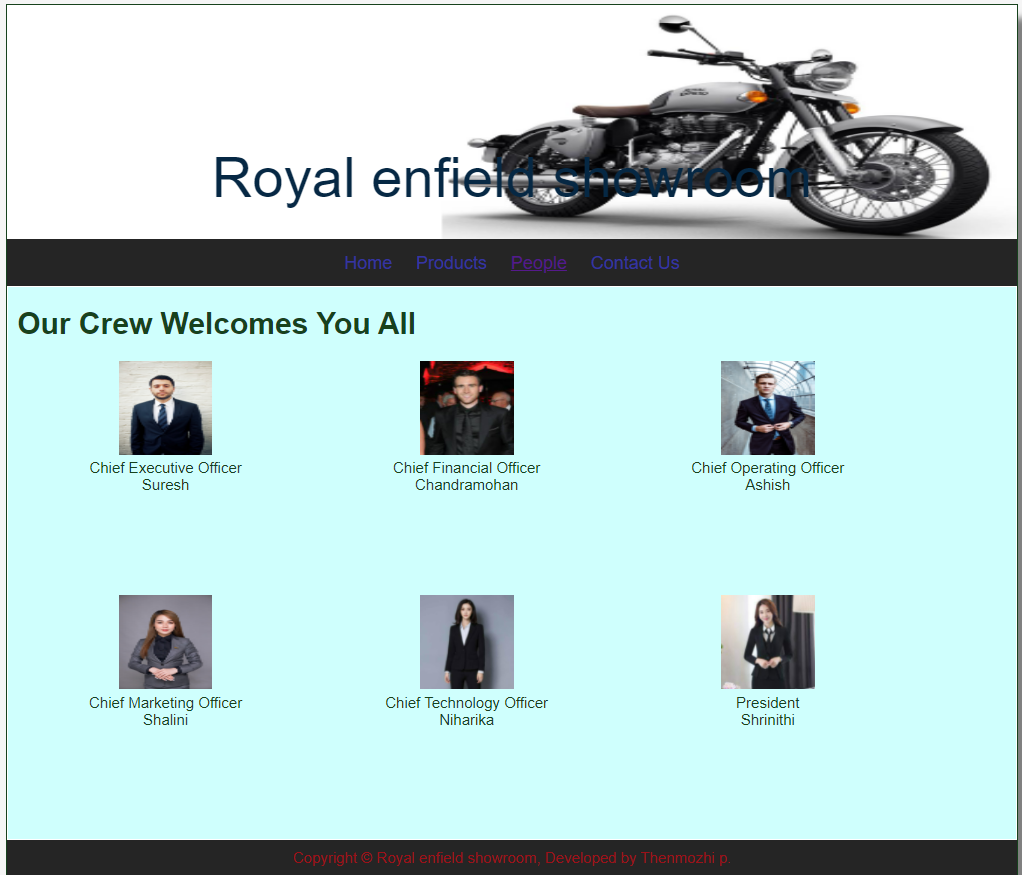 Royal enfield showroom
Home Products People Contact Us
Our Crew Welcomes You All
Chief Executive Officer
Suresh
Chief Financial Officer
Chandramohan
Chief Operating Officer
Ashish
Chief Marketing Officer
Shalini
Chief Technology Officer
Niharika
President
Shrinithi
Copyright © Royal enfield showroom, Developed by Thenmozhi p.